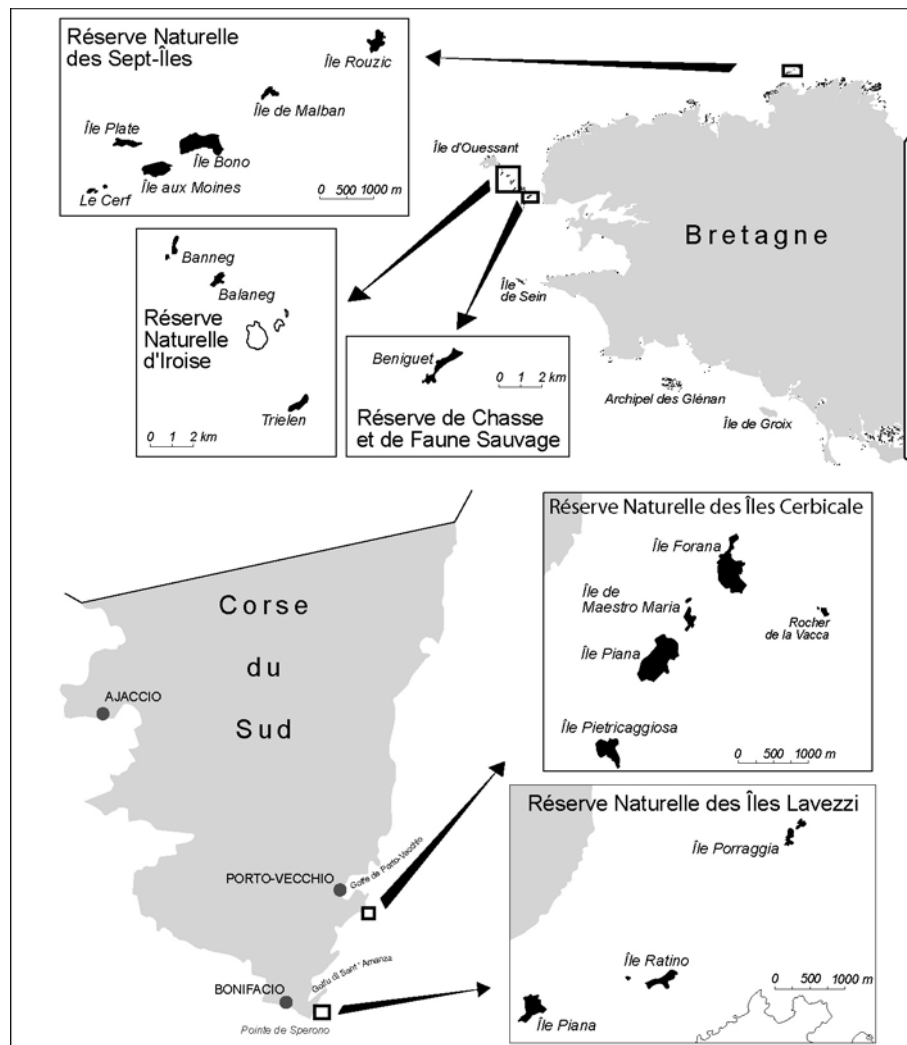 Réserve Naturelle
des Sept-Îles
Île Rouzic
Île de Malban
Île Plate
Île Bono
Île aux Moines
Le Cerf
0 500 1000 m
Île d'Ouessant
Bretagne
Banneg
Balaneg
Réserve
Naturelle
d'Iroise
Trielen
0 1 2 km
Île
de Sein
Beniguet
0 1 2 km
Réserve de Chasse
et de Faune Sauvage
Archipel des Glénan
Île de Groix
Réserve Naturelle des Îles Cerbicale
Île Forana
Île de
Maestro Maria
Rocher
de la Vacca
Île Piana
Île Pietricaggiosa
0 500 1000 m
Corse
du
Sud
AJACCIO
PORTO-VECCHIO
Golfe de Porto-Vecchio
Golfu di Sant 'Amanza
BONIFACIO
Pointe de Sperono
Réserve Naturelle des Îles Lavezzi
Île Porraggia
Île Ratino
0 500 1000 m
Île Piana